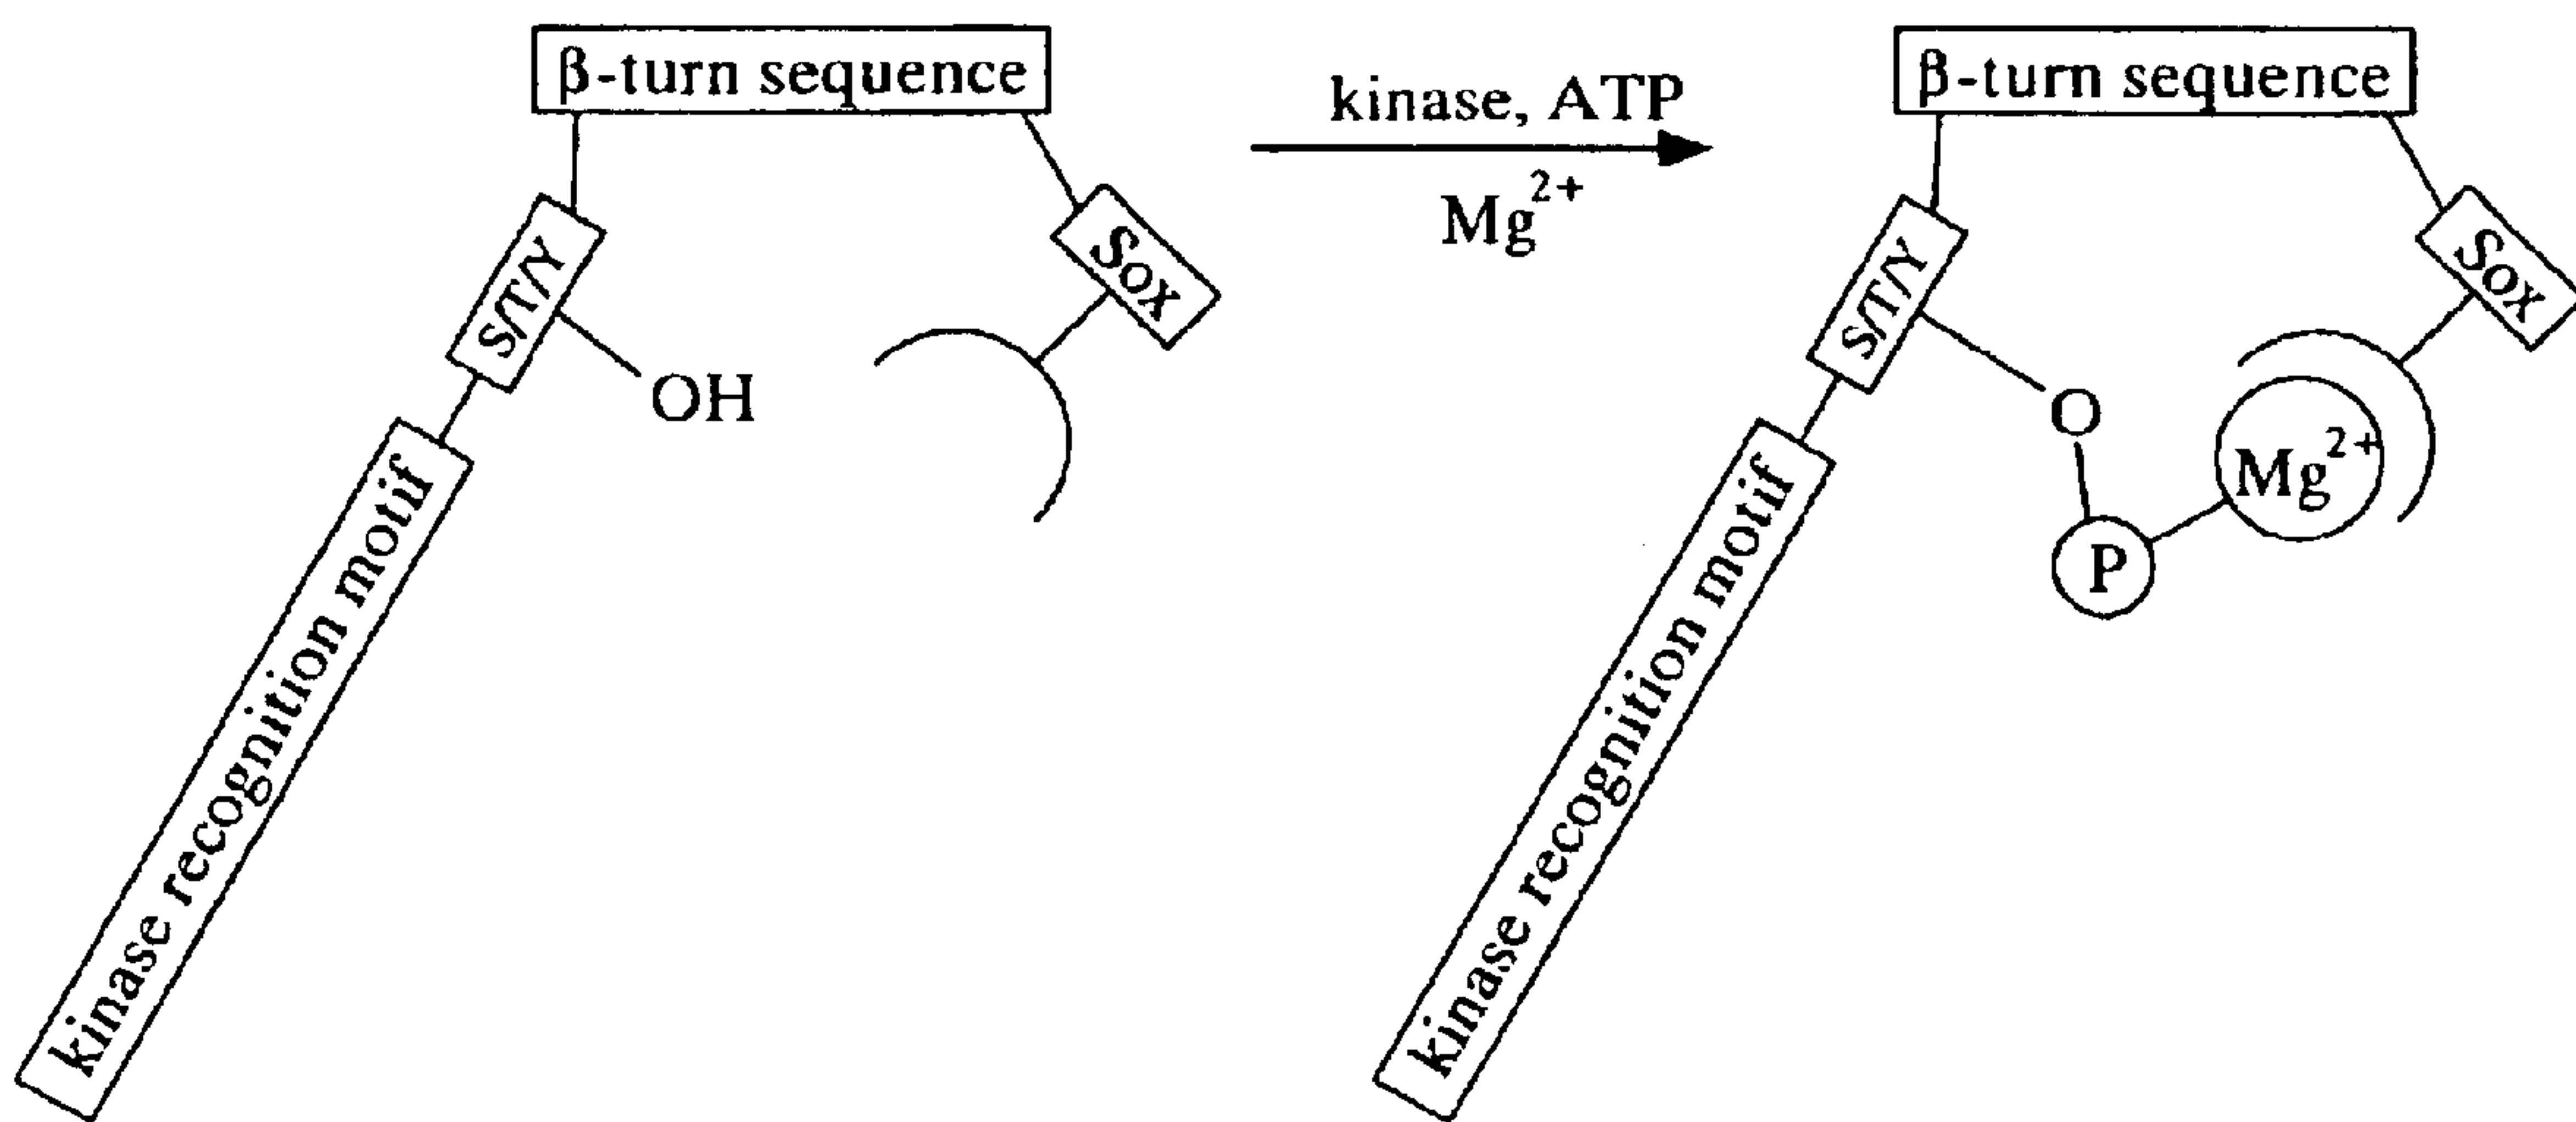 β-turn sequence
S/T/Y
OH
Sox
kinase recognition motif
kinase, ATP
Mg²⁺
β-turn sequence
S/T/Y
O
P
Mg²⁺
Sox
kinase recognition motif